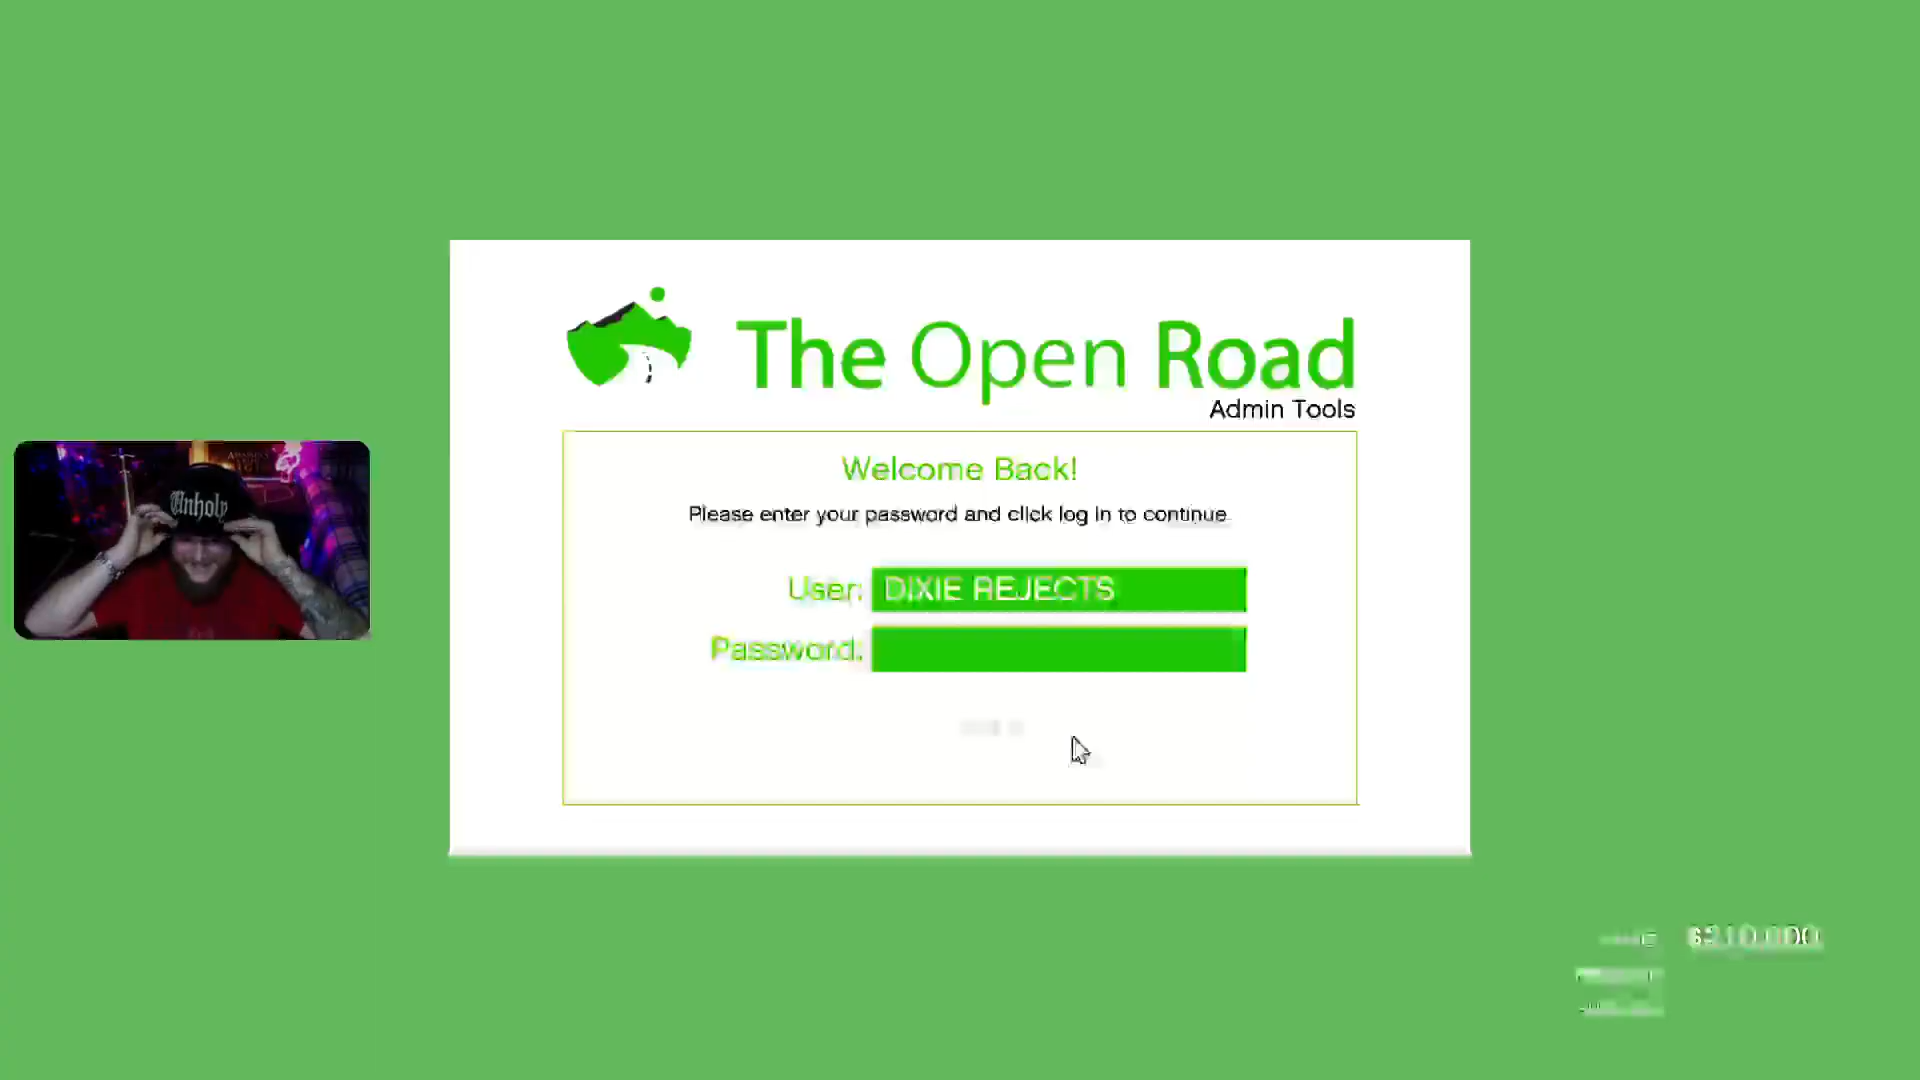 The Open Road
Admin Tools
Welcome Back!
Please enter your password and click log in to continue.
User: DIXIE REJECTS
Password:
Unholy